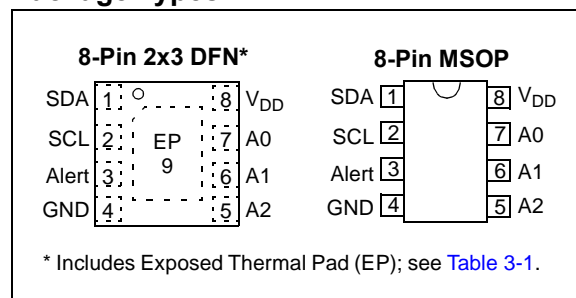 8-Pin 2x3 DFN*
SDA 1 8 VDD
SCL 2 EP 7 A0
Alert 3 9 6 A1
GND 4 5 A2
8-Pin MSOP
SDA 1 8 VDD
SCL 2 7 A0
Alert 3 6 A1
GND 4 5 A2
* Includes Exposed Thermal Pad (EP); see Table 3-1.